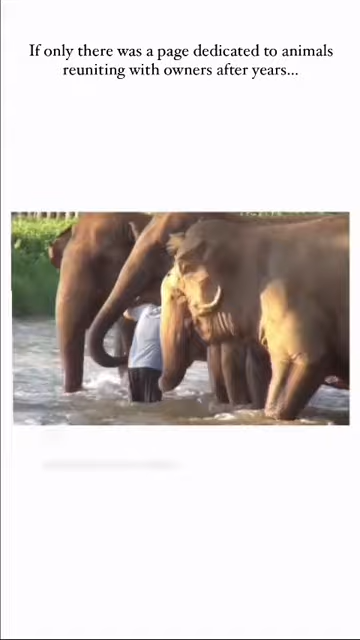 If only there was a page dedicated to animals
reuniting with owners after years...